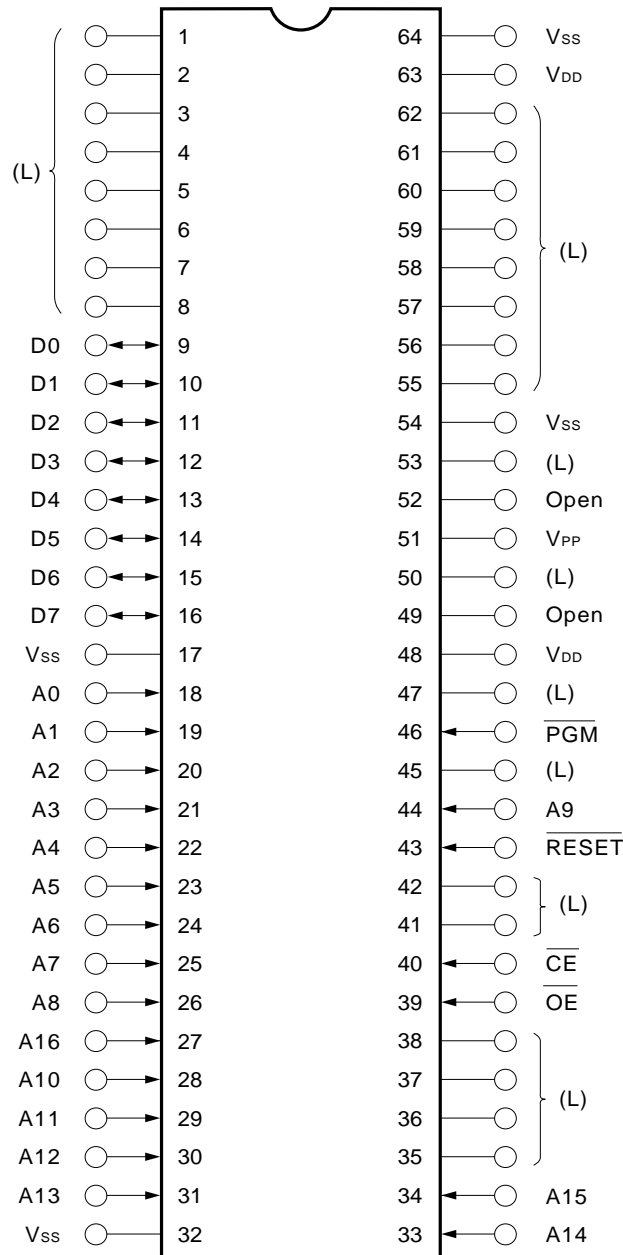 1 64 VSS
2 63 VDD
3 62
4 61
(L) 5 60
6 59
7 58 (L)
8 57
D0 9 56
D1 10 55
D2 11 54 VSS
D3 12 53 (L)
D4 13 52 Open
D5 14 51 VPP
D6 15 50 (L)
D7 16 49 Open
VSS 17 48 VDD
A0 18 47 (L)
A1 19 46 PGM
A2 20 45 (L)
A3 21 44 A9
A4 22 43 RESET
A5 23 42 (L)
A6 24 41
A7 25 40 CE
A8 26 39 OE
A16 27 38
A10 28 37 (L)
A11 29 36
A12 30 35
A13 31 34 A15
VSS 32 33 A14